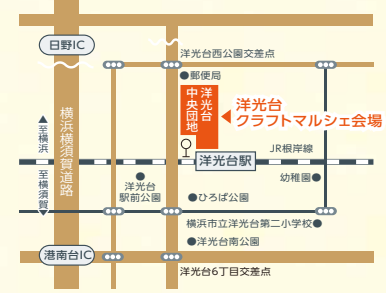 日野IC
洋光台西公園交差点
●郵便局
洋光台
中央団地
洋光台
クラフトマルシェ会場
横浜横須賀道路
至横浜
至横須賀
JR根岸線
洋光台駅
幼稚園●
洋光台
駅前公園
●ひろば公園
横浜市立洋光台第二小学校●
●洋光台南公園
港南台IC
洋光台6丁目交差点